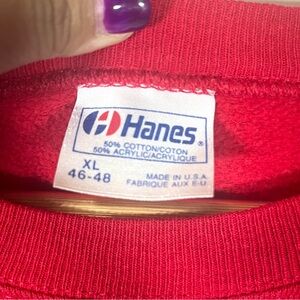 Hanes®
50% COTTON/COTON
50% ACRYLIC/ACRYLIQUE
XL
46-48
MADE IN U.S.A.
FABRIQUE AUX E-U